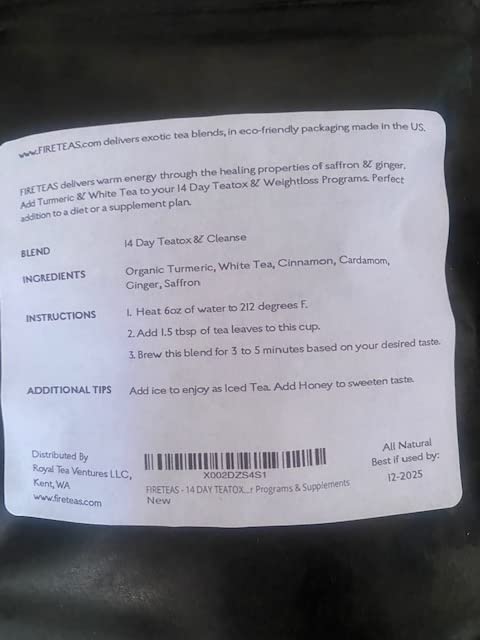 www.FIRETEAS.com delivers exotic tea blends, in eco-friendly packaging made in the US.
FIRETEAS delivers warm energy through the healing properties of saffron & ginger.
Add Turmeric & White Tea to your 14 Day Teatox & Weightloss Programs. Perfect
addition to a diet or a supplement plan.
BLEND 14 Day Teatox & Cleanse
INGREDIENTS Organic Turmeric, White Tea, Cinnamon, Cardamom,
Ginger, Saffron
INSTRUCTIONS 1. Heat 6oz of water to 212 degrees F.
2. Add 1.5 tbsp of tea leaves to this cup.
3. Brew this blend for 3 to 5 minutes based on your desired taste.
ADDITIONAL TIPS Add ice to enjoy as Iced Tea. Add Honey to sweeten taste.
Distributed By
Royal Tea Ventures LLC,
Kent, WA
www.fireteas.com
X002DZS4S1
FIRETEAS - 14 DAY TEATOX...r Programs & Supplements
New
All Natural
Best if used by:
12-2025